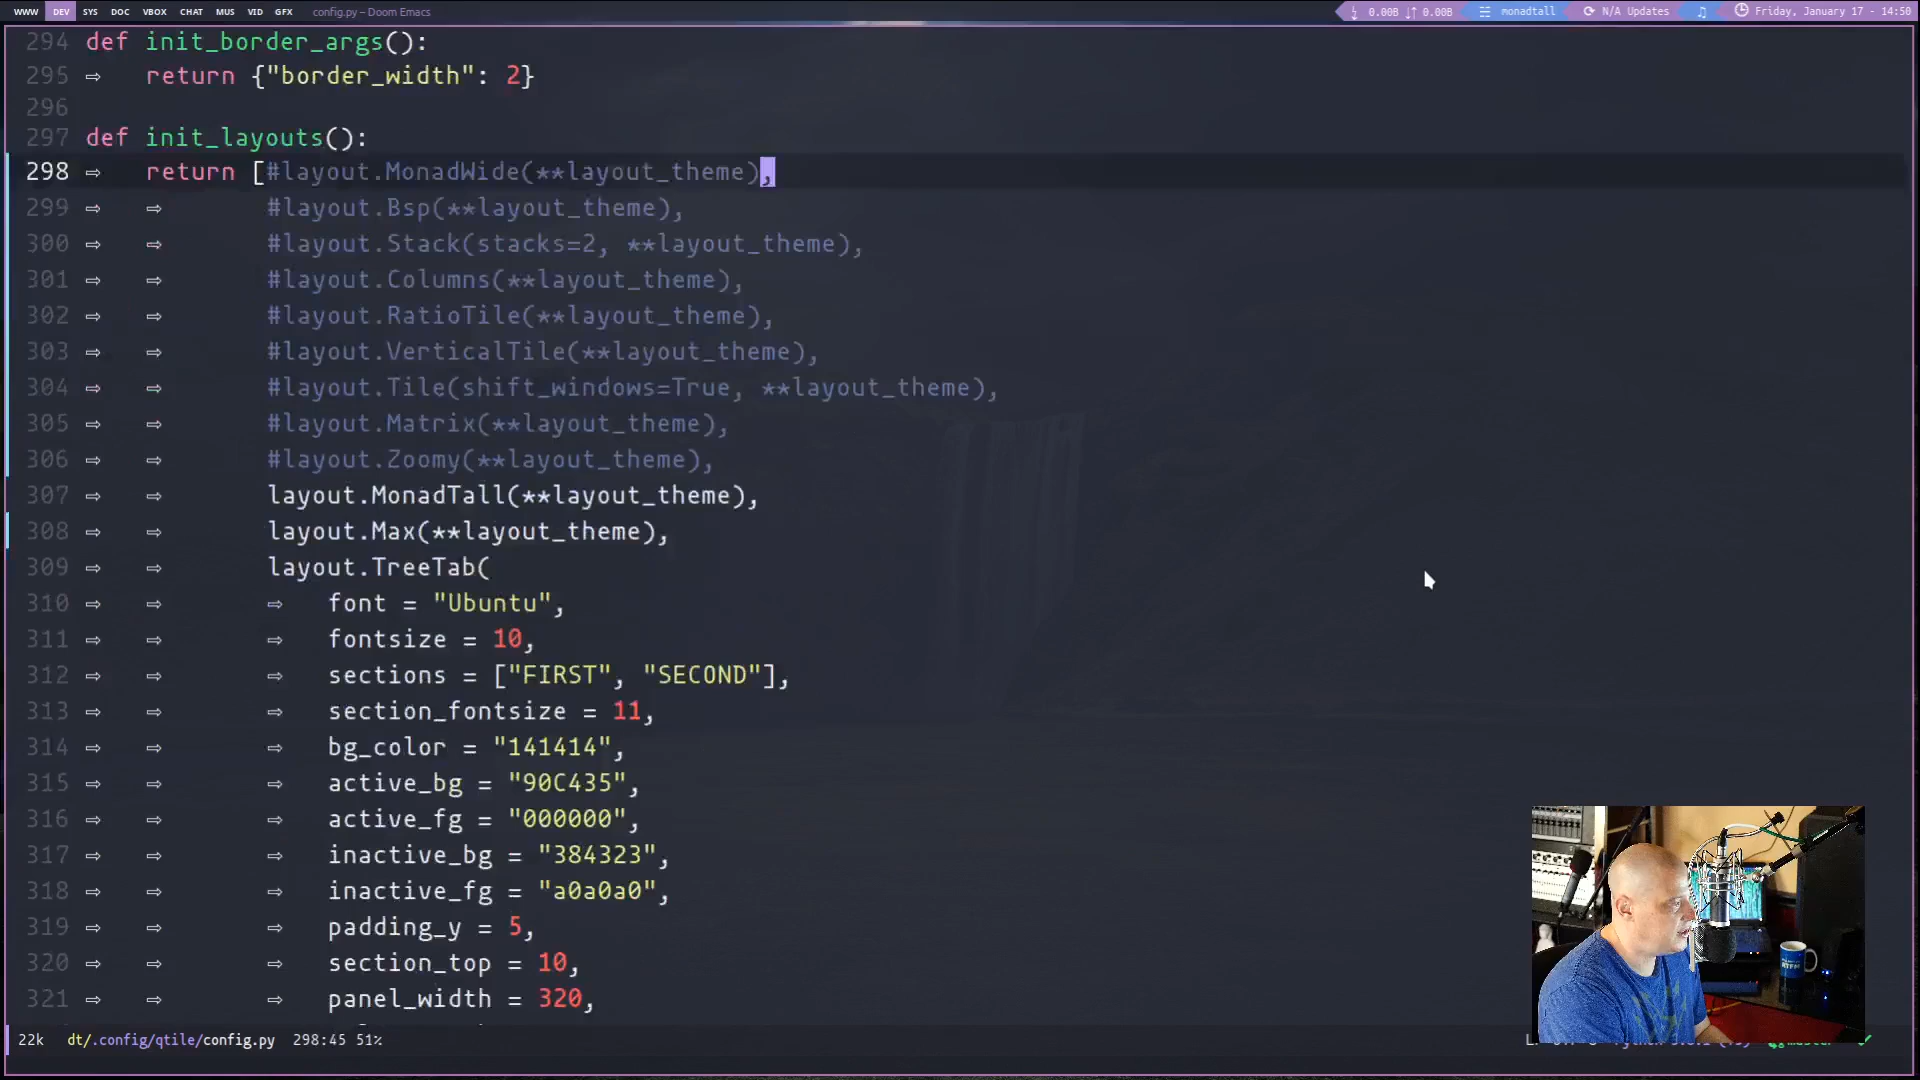 WWW DEV SYS DOC VBOX CHAT MUS VID GFX config.py – Doom Emacs 0.00B 0.00B monadtall N/A Updates Friday, January 17 - 14:50
294 def init_border_args():
295 return {"border_width": 2}
296
297 def init_layouts():
298 return [#layout.MonadWide(**layout_theme),
299 #layout.Bsp(**layout_theme),
300 #layout.Stack(stacks=2, **layout_theme),
301 #layout.Columns(**layout_theme),
302 #layout.RatioTile(**layout_theme),
303 #layout.VerticalTile(**layout_theme),
304 #layout.Tile(shift_windows=True, **layout_theme),
305 #layout.Matrix(**layout_theme),
306 #layout.Zoomy(**layout_theme),
307 layout.MonadTall(**layout_theme),
308 layout.Max(**layout_theme),
309 layout.TreeTab(
310 font = "Ubuntu",
311 fontsize = 10,
312 sections = ["FIRST", "SECOND"],
313 section_fontsize = 11,
314 bg_color = "141414",
315 active_bg = "90C435",
316 active_fg = "000000",
317 inactive_bg = "384323",
318 inactive_fg = "a0a0a0",
319 padding_y = 5,
320 section_top = 10,
321 panel_width = 320,
22k dt/.config/qtile/config.py 298:45 51%